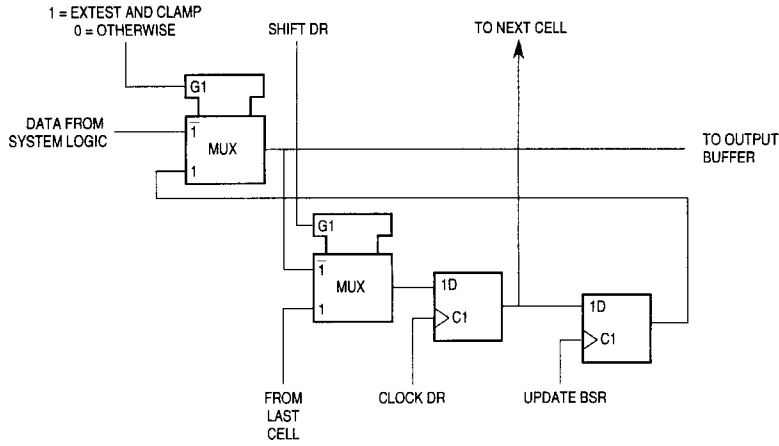 1 = EXTEST AND CLAMP
0 = OTHERWISE
SHIFT DR
TO NEXT CELL
G1
DATA FROM
SYSTEM LOGIC
1
MUX
1
TO OUTPUT
BUFFER
G1
1
MUX
1
1D
C1
1D
C1
FROM
LAST
CELL
CLOCK DR
UPDATE BSR